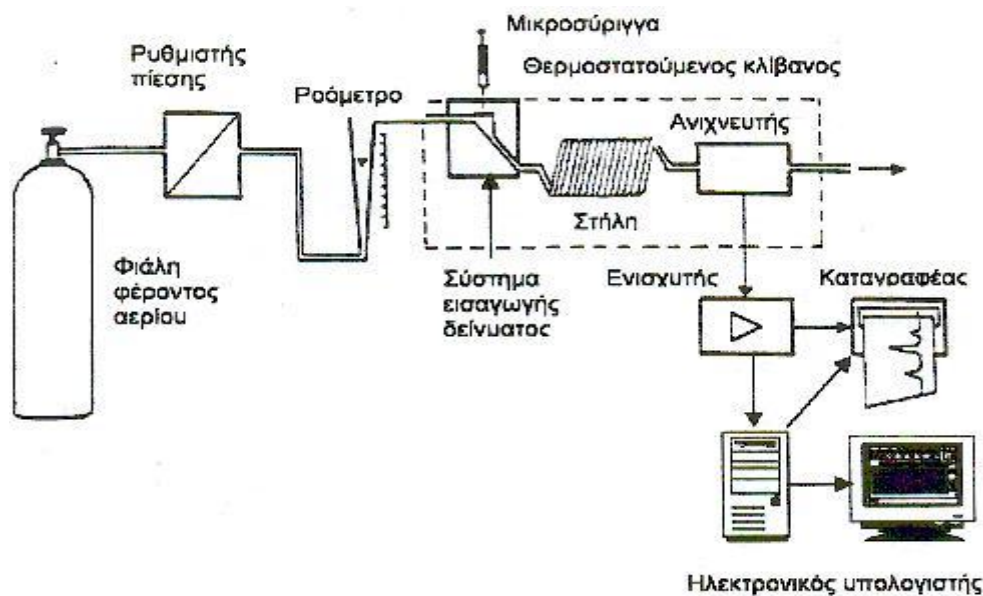 Μικροσύριγγα
Ρυθμιστής
πίεσης
Θερμοστατούμενος κλίβανος
Ροόμετρο
Ανιχνευτής
Στήλη
Φιάλη
φέροντος
αερίου
Σύστημα
εισαγωγής
δείγματος
Ενισχυτής
Καταγραφέας
Ηλεκτρονικός υπολογιστής